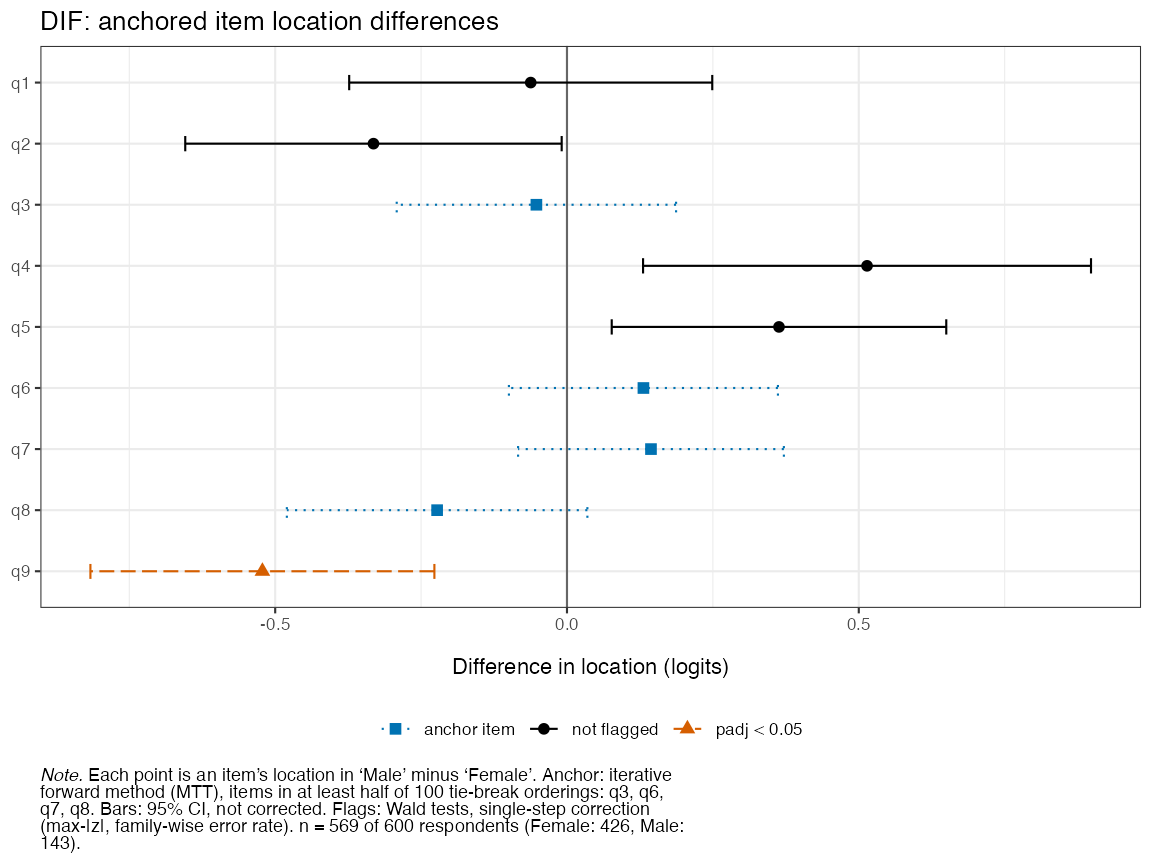 DIF: anchored item location differences
q1
q2
q3
q4
q5
q6
q7
q8
q9
-0.5 0.0 0.5
Difference in location (logits)
anchor item not flagged padj < 0.05
Note. Each point is an item’s location in ‘Male’ minus ‘Female’. Anchor: iterative
forward method (MTT), items in at least half of 100 tie-break orderings: q3, q6,
q7, q8. Bars: 95% CI, not corrected. Flags: Wald tests, single-step correction
(max-|z|, family-wise error rate). n = 569 of 600 respondents (Female: 426, Male:
143).